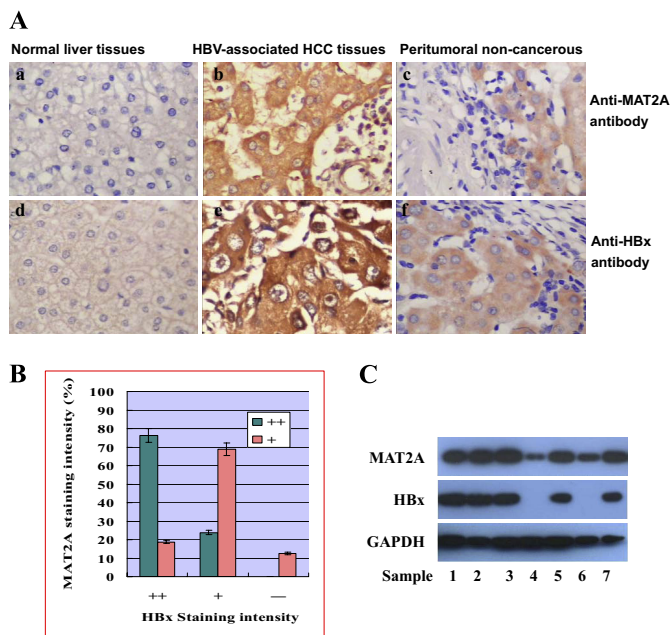 A
Normal liver tissues
HBV-associated HCC tissues
Peritumoral non-cancerous
a
b
c
Anti-MAT2A
antibody
d
e
f
Anti-HBx
antibody
B
MAT2A staining intensity (%)
100
90
80
70
60
50
40
30
20
10
0
++
+
++
+
—
HBx Staining intensity
C
MAT2A
HBx
GAPDH
Sample 1 2 3 4 5 6 7